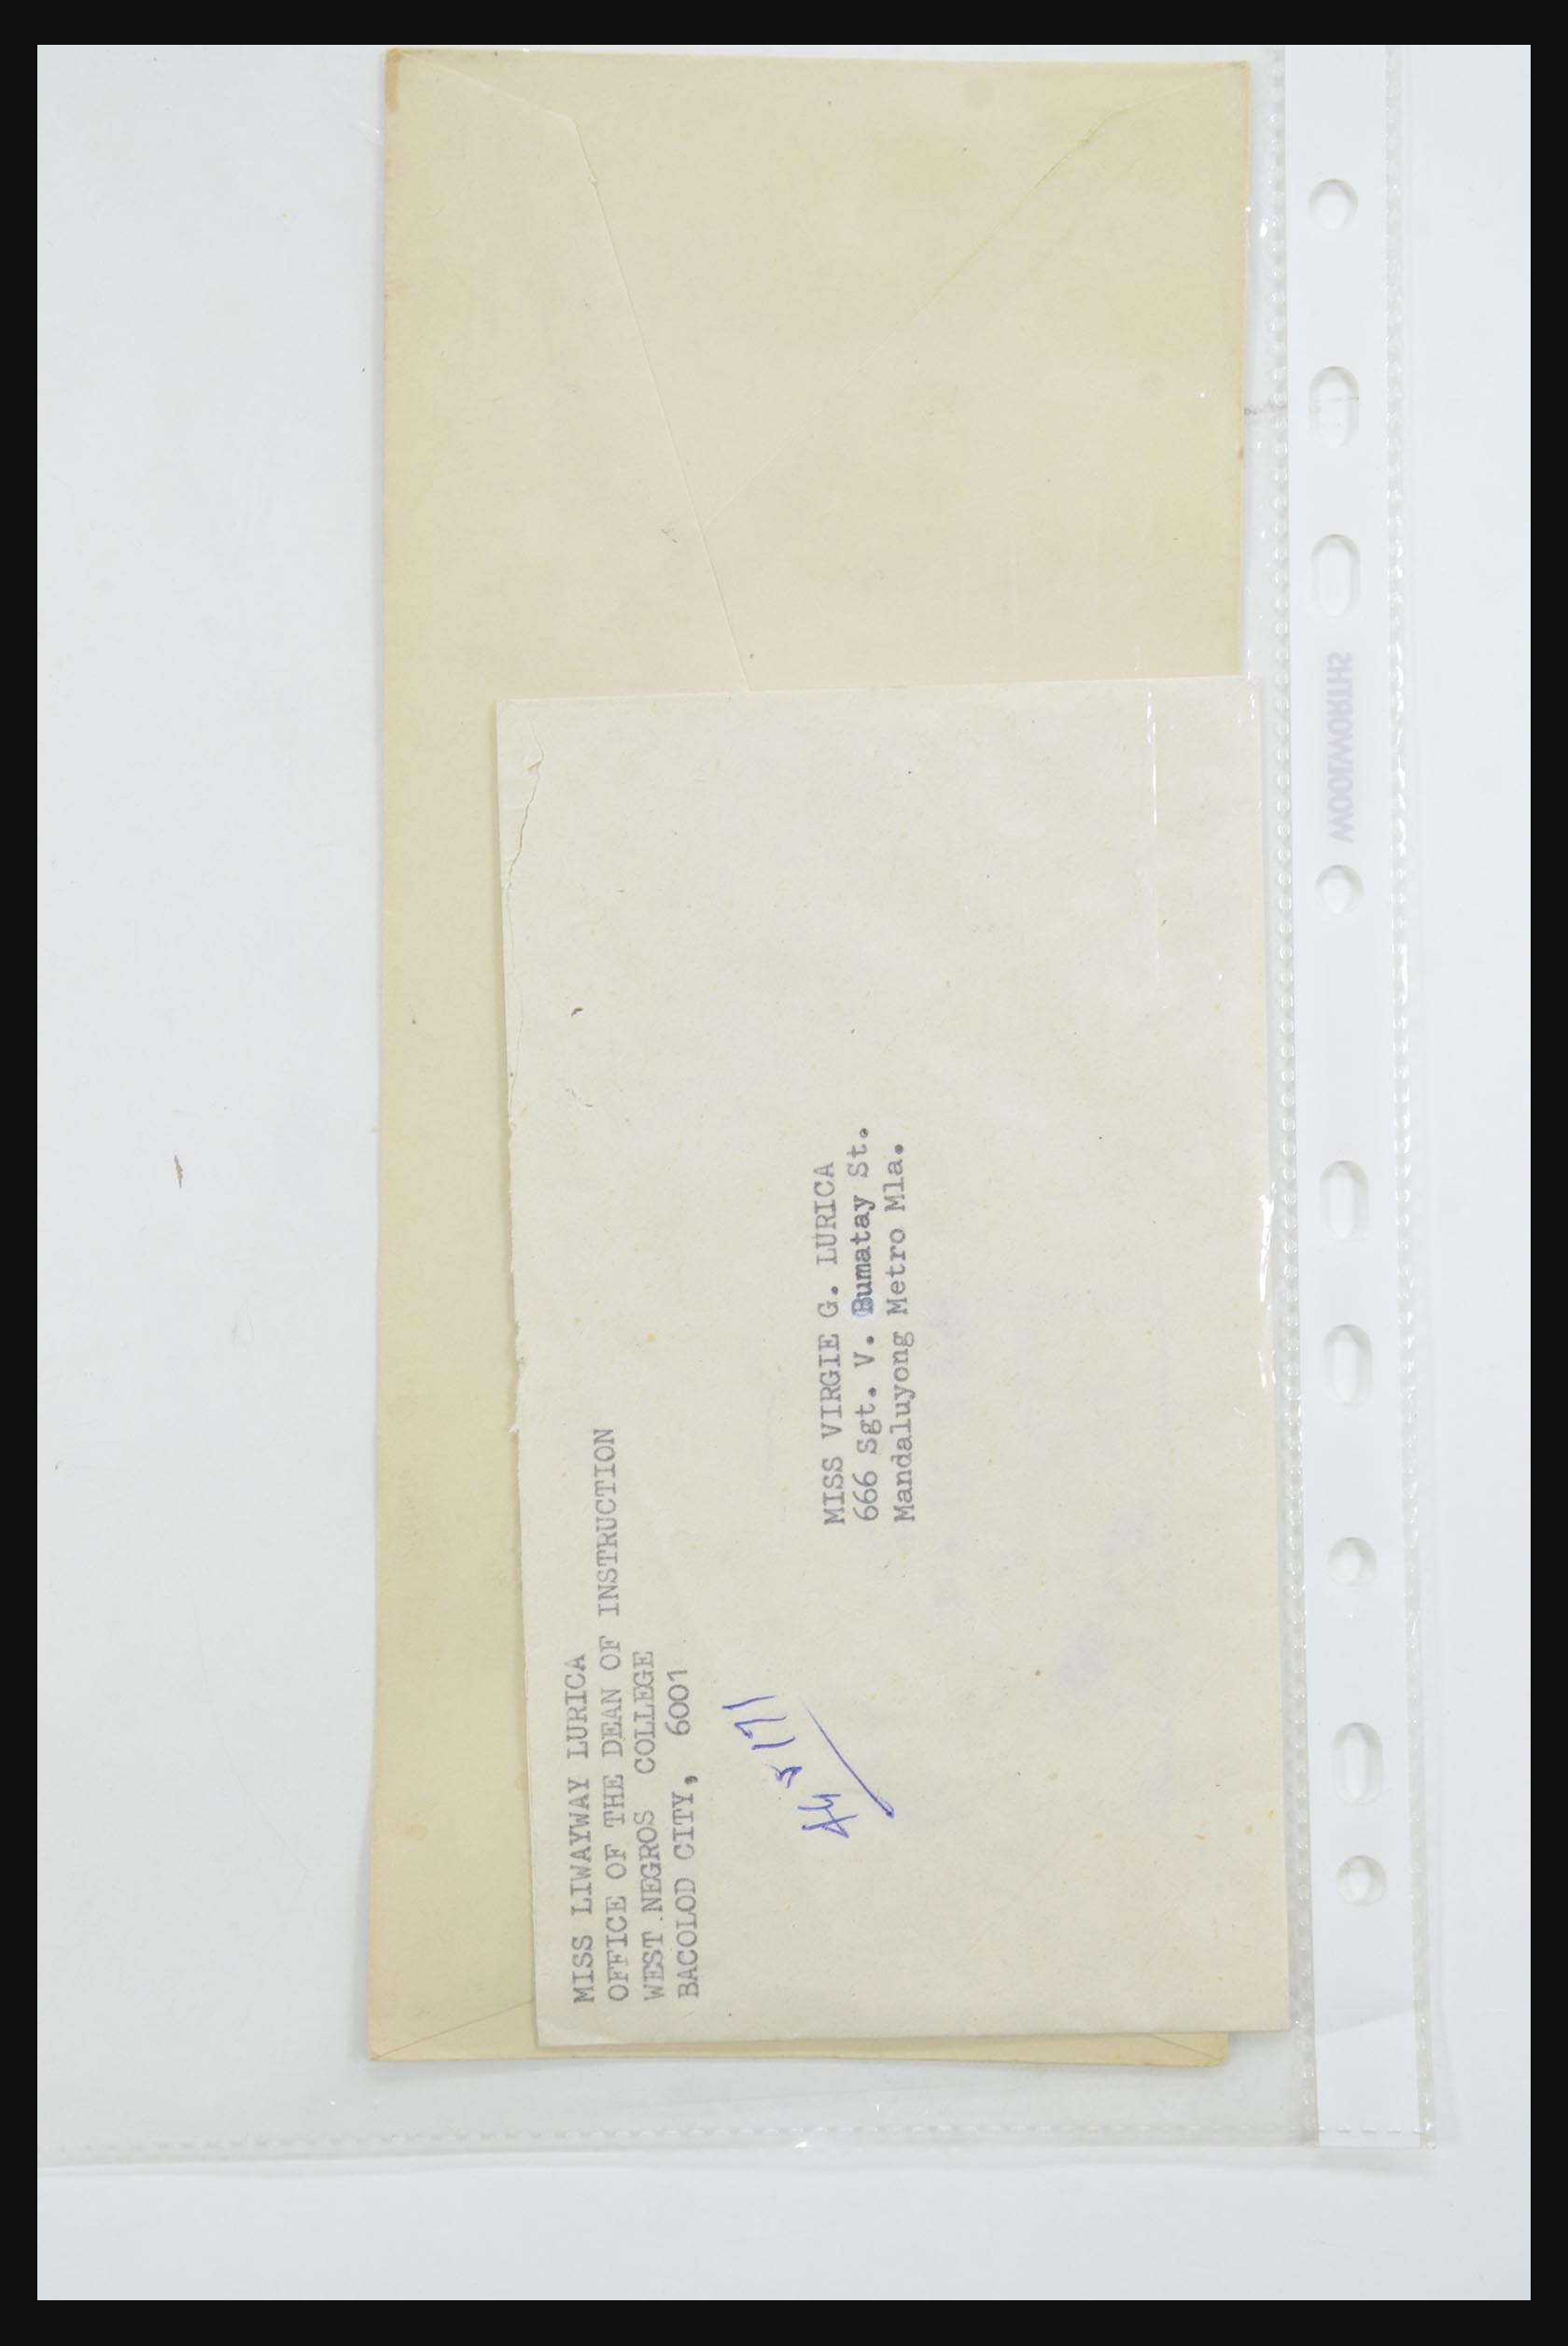 MISS LIWAYWAY LURICA
OFFICE OF THE DEAN OF INSTRUCTION
WEST NEGROS COLLEGE
BACOLOD CITY, 6001
MISS VIRGIE G. LURICA
666 Sgt. V. Bumatay St.
Mandaluyong Metro Mla.
WOOLWORTHS